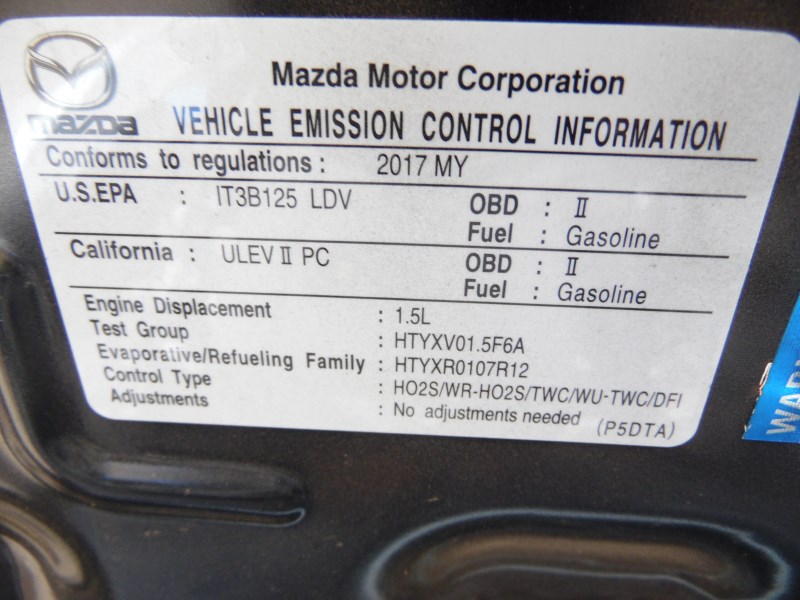 Mazda Motor Corporation
mazda VEHICLE EMISSION CONTROL INFORMATION
Conforms to regulations : 2017 MY
U.S.EPA : IT3B125 LDV OBD : II
Fuel : Gasoline
California : ULEV II PC OBD : II
Fuel : Gasoline
Engine Displacement : 1.5L
Test Group : HTYXV01.5F6A
Evaporative/Refueling Family : HTYXR0107R12
Control Type : HO2S/WR-HO2S/TWC/WU-TWC/DFI
Adjustments : No adjustments needed (P5DTA)